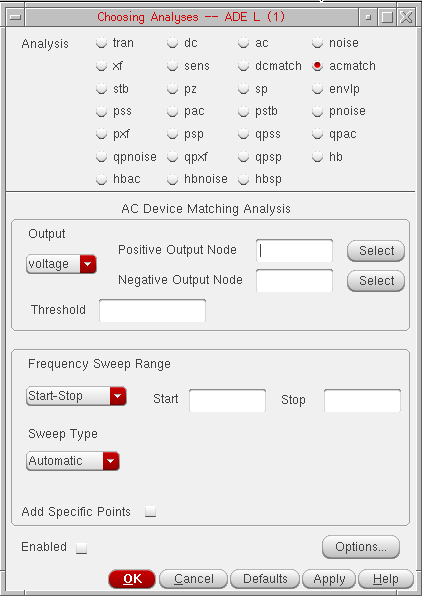 Choosing Analyses -- ADE L (1)
Analysis tran dc ac noise
xf sens dcmatch acmatch
stb pz sp envlp
pss pac pstb pnoise
pxf psp qpss qpac
qpnoise qpxf qpsp hb
hbac hbnoise hbsp
AC Device Matching Analysis
Output
voltage Positive Output Node Select
Negative Output Node Select
Threshold
Frequency Sweep Range
Start-Stop Start Stop
Sweep Type
Automatic
Add Specific Points
Enabled Options...
OK Cancel Defaults Apply Help